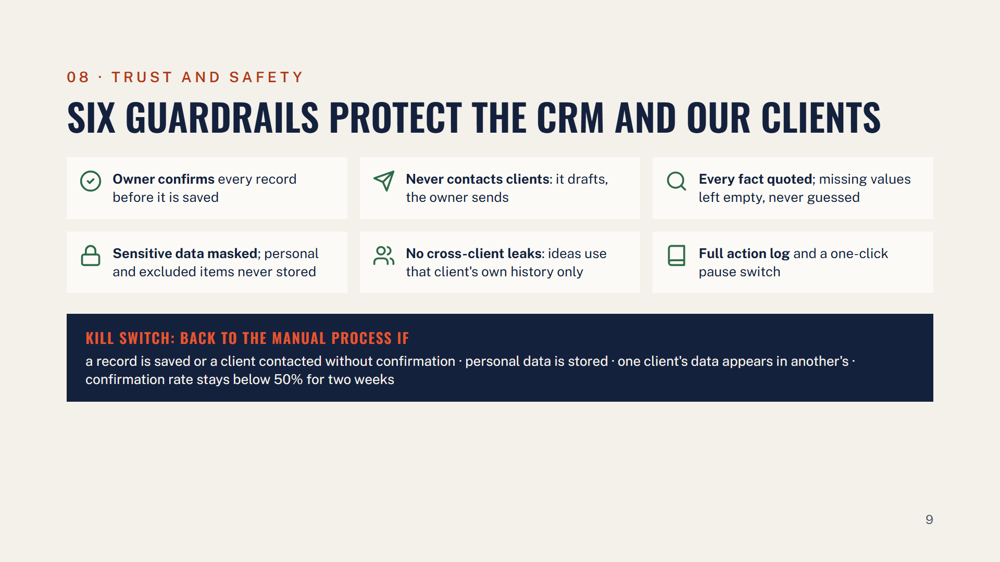 08 · TRUST AND SAFETY
SIX GUARDRAILS PROTECT THE CRM AND OUR CLIENTS
Owner confirms every record
before it is saved
Never contacts clients: it drafts,
the owner sends
Every fact quoted; missing values
left empty, never guessed
Sensitive data masked; personal
and excluded items never stored
No cross-client leaks: ideas use
that client's own history only
Full action log and a one-click
pause switch
KILL SWITCH: BACK TO THE MANUAL PROCESS IF
a record is saved or a client contacted without confirmation · personal data is stored · one client's data appears in another's ·
confirmation rate stays below 50% for two weeks
9